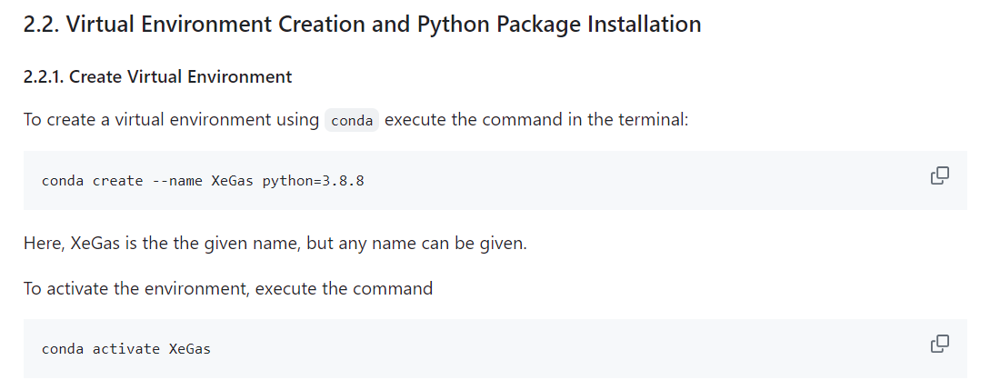 2.2. Virtual Environment Creation and Python Package Installation
2.2.1. Create Virtual Environment
To create a virtual environment using conda execute the command in the terminal:
conda create --name XeGas python=3.8.8
Here, XeGas is the the given name, but any name can be given.
To activate the environment, execute the command
conda activate XeGas